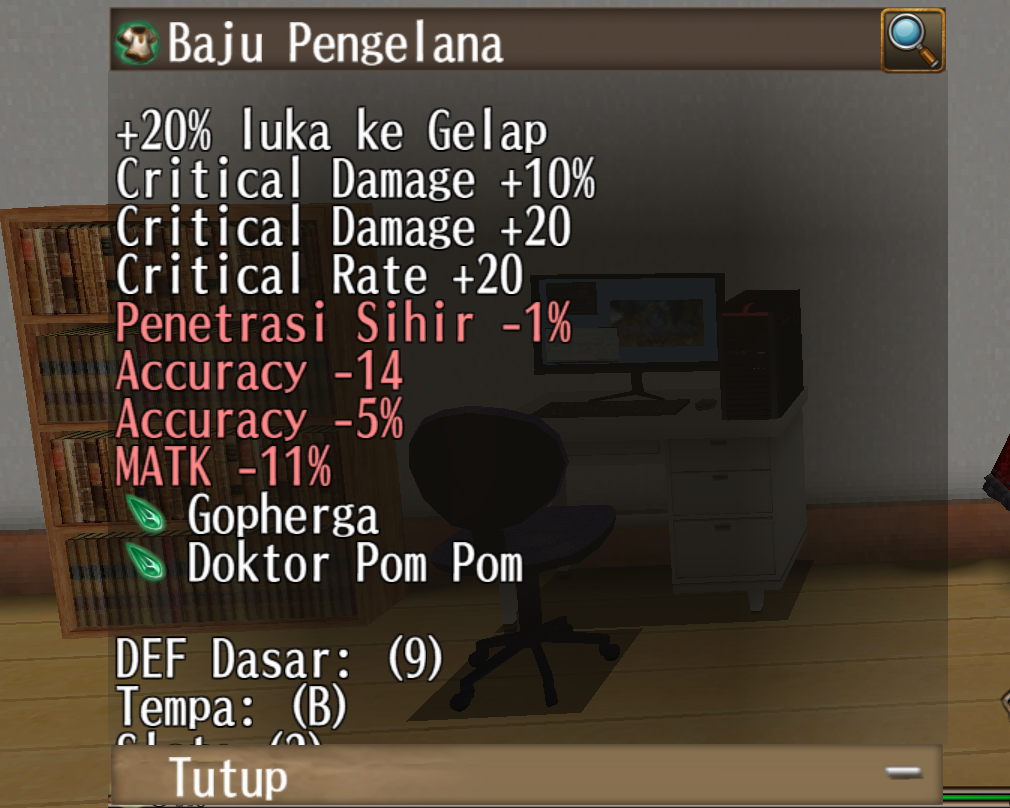 Baju Pengelana
+20% luka ke Gelap
Critical Damage +10%
Critical Damage +20
Critical Rate +20
Penetrasi Sihir -1%
Accuracy -14
Accuracy -5%
MATK -11%
Gopherga
Doktor Pom Pom
DEF Dasar: (9)
Tempa: (B)
Tutup